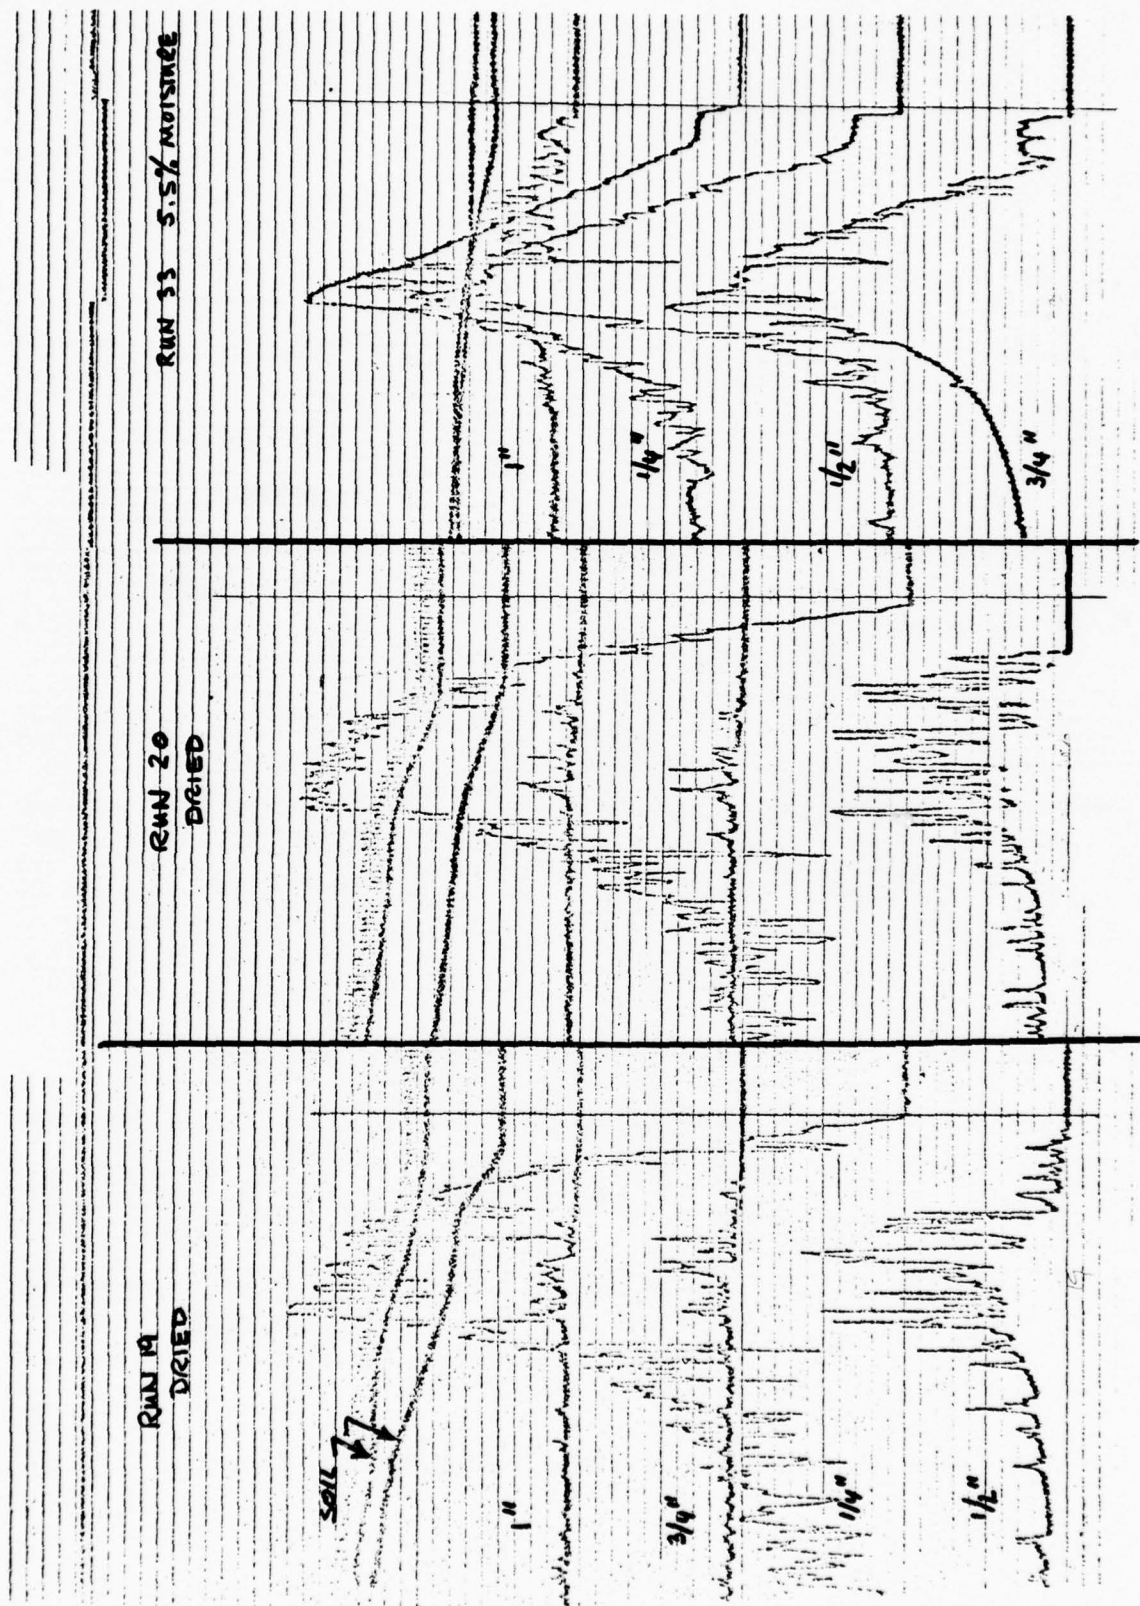 RUN 19
DRIED
SOIL
1"
3/4"
1/4"
1/2"
RUN 20
DRIED
RUN 33 5.5% MOISTURE
1"
1/4"
1/2"
3/4"